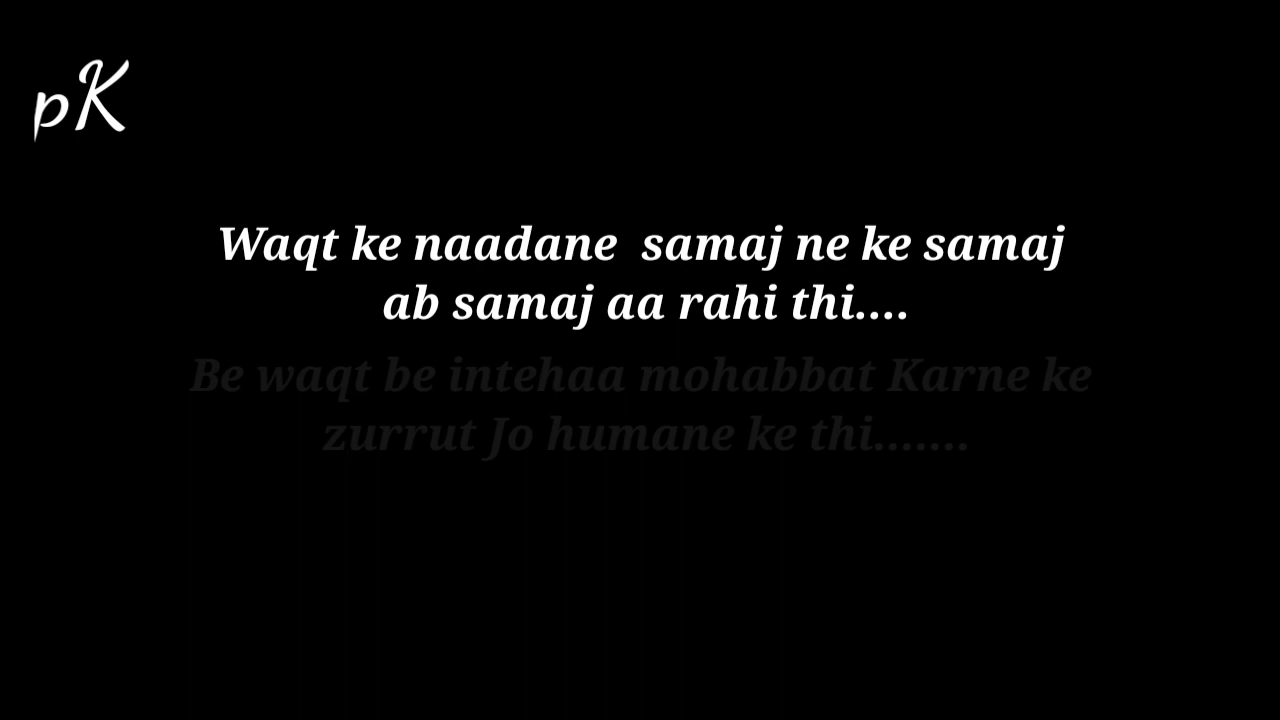 pK
Waqt ke naadane samaj ne ke samaj
ab samaj aa rahi thi....
Be waqt be intehaa mohabbat Karne ke
zurrut Jo humane ke thi.......